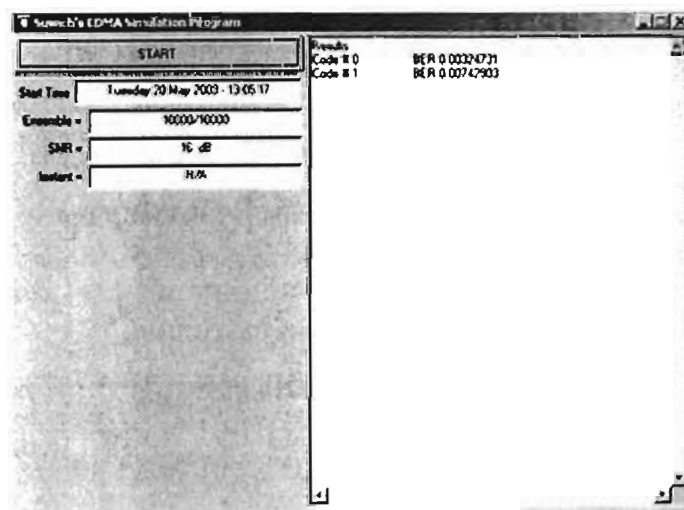 CDMA Simulation Program
START
Start Time Tuesday 20 May 2003 - 13:05:17
Ensemble = 10000/10000
SNR = 16 dB
Instant = N/A
Results
Code # 0 BER 0.00324731
Code # 1 BER 0.00742903